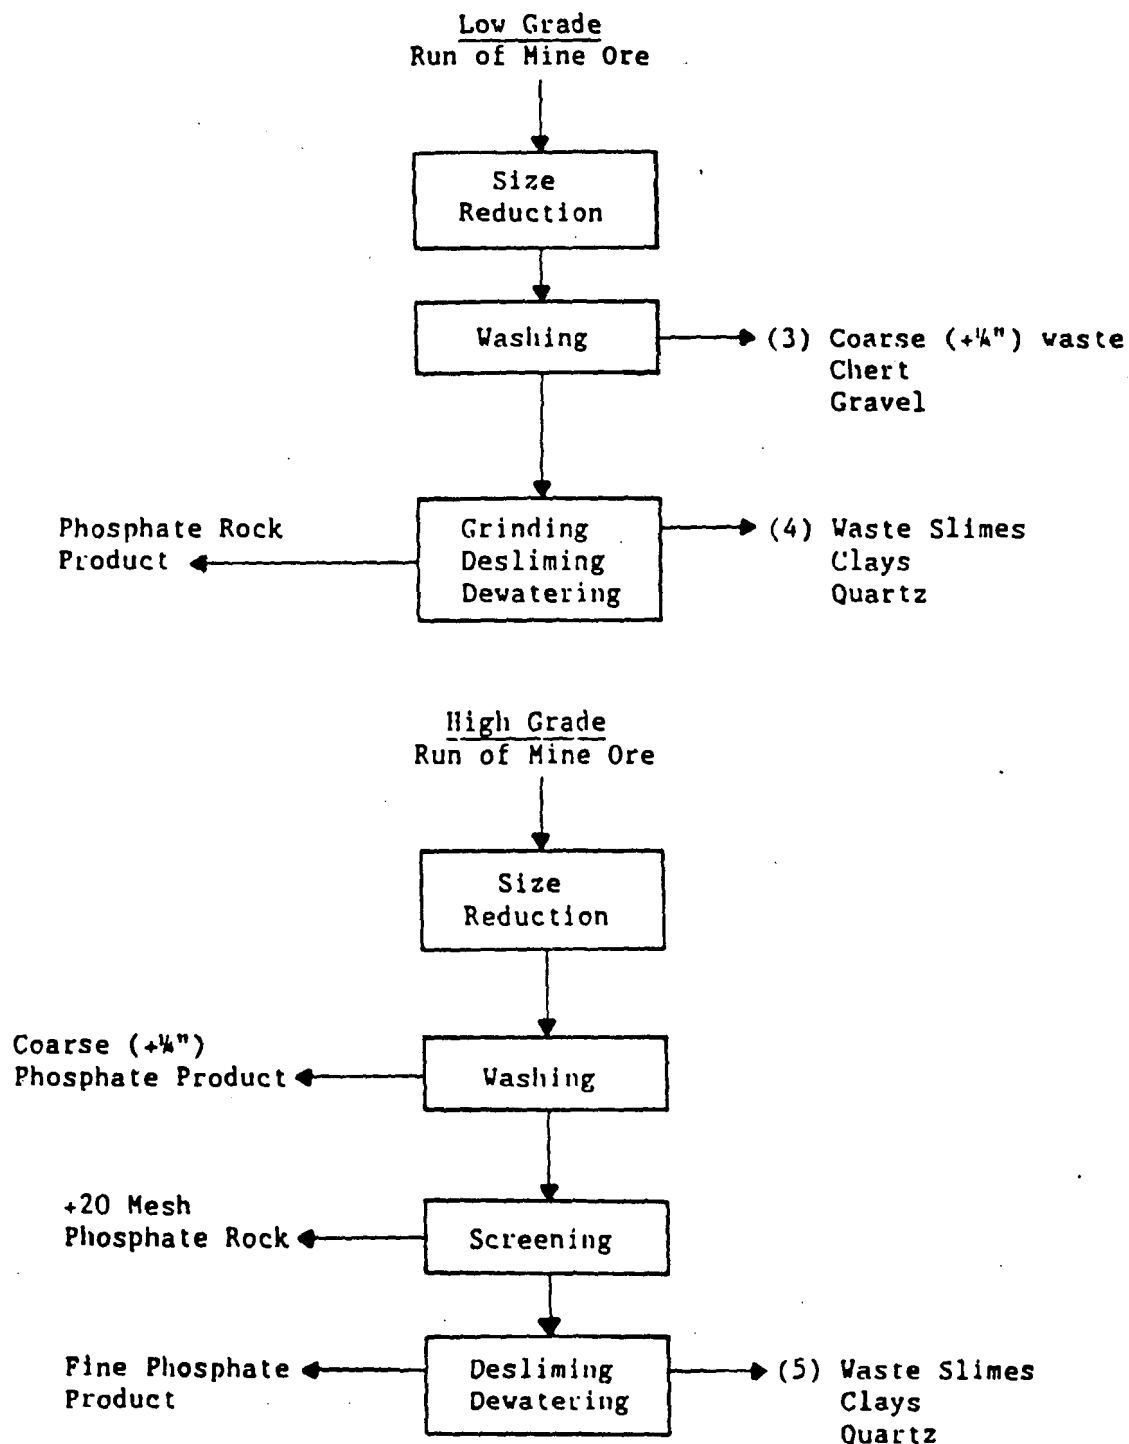 Low Grade
Run of Mine Ore
Size
Reduction
Washing
(3) Coarse (+¼") waste
Chert
Gravel
Phosphate Rock
Product
Grinding
Desliming
Dewatering
(4) Waste Slimes
Clays
Quartz
High Grade
Run of Mine Ore
Size
Reduction
Coarse (+¼")
Phosphate Product
Washing
+20 Mesh
Phosphate Rock
Screening
Fine Phosphate
Product
Desliming
Dewatering
(5) Waste Slimes
Clays
Quartz